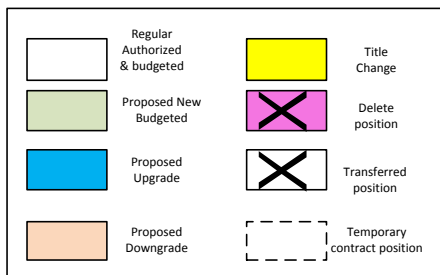 Regular
Authorized
& budgeted
Title
Change
Proposed New
Budgeted
Delete
position
Proposed
Upgrade
Transferred
position
Proposed
Downgrade
Temporary
contract position